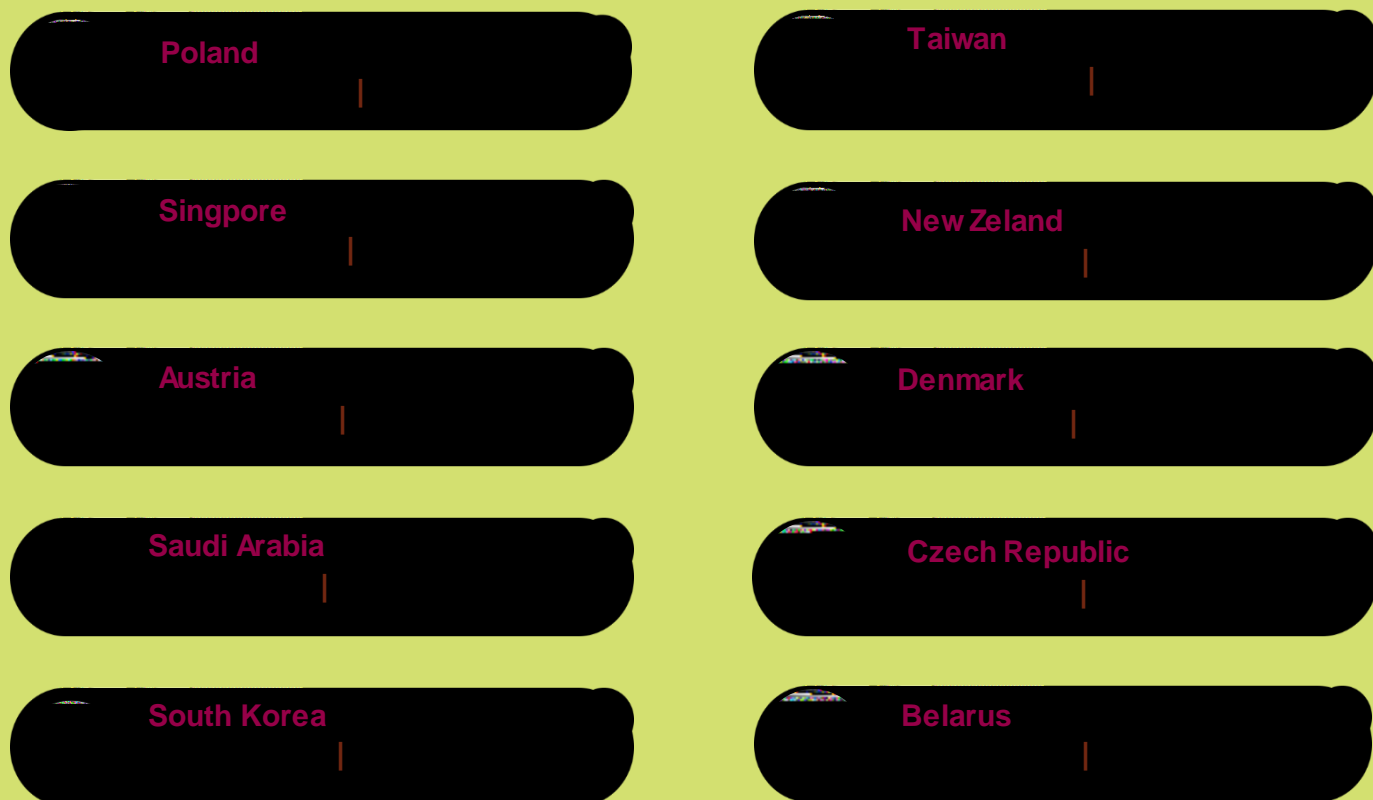 Poland
|
Taiwan
|
Singpore
|
New Zeland
|
Austria
|
Denmark
|
Saudi Arabia
|
Czech Republic
|
South Korea
|
Belarus
|